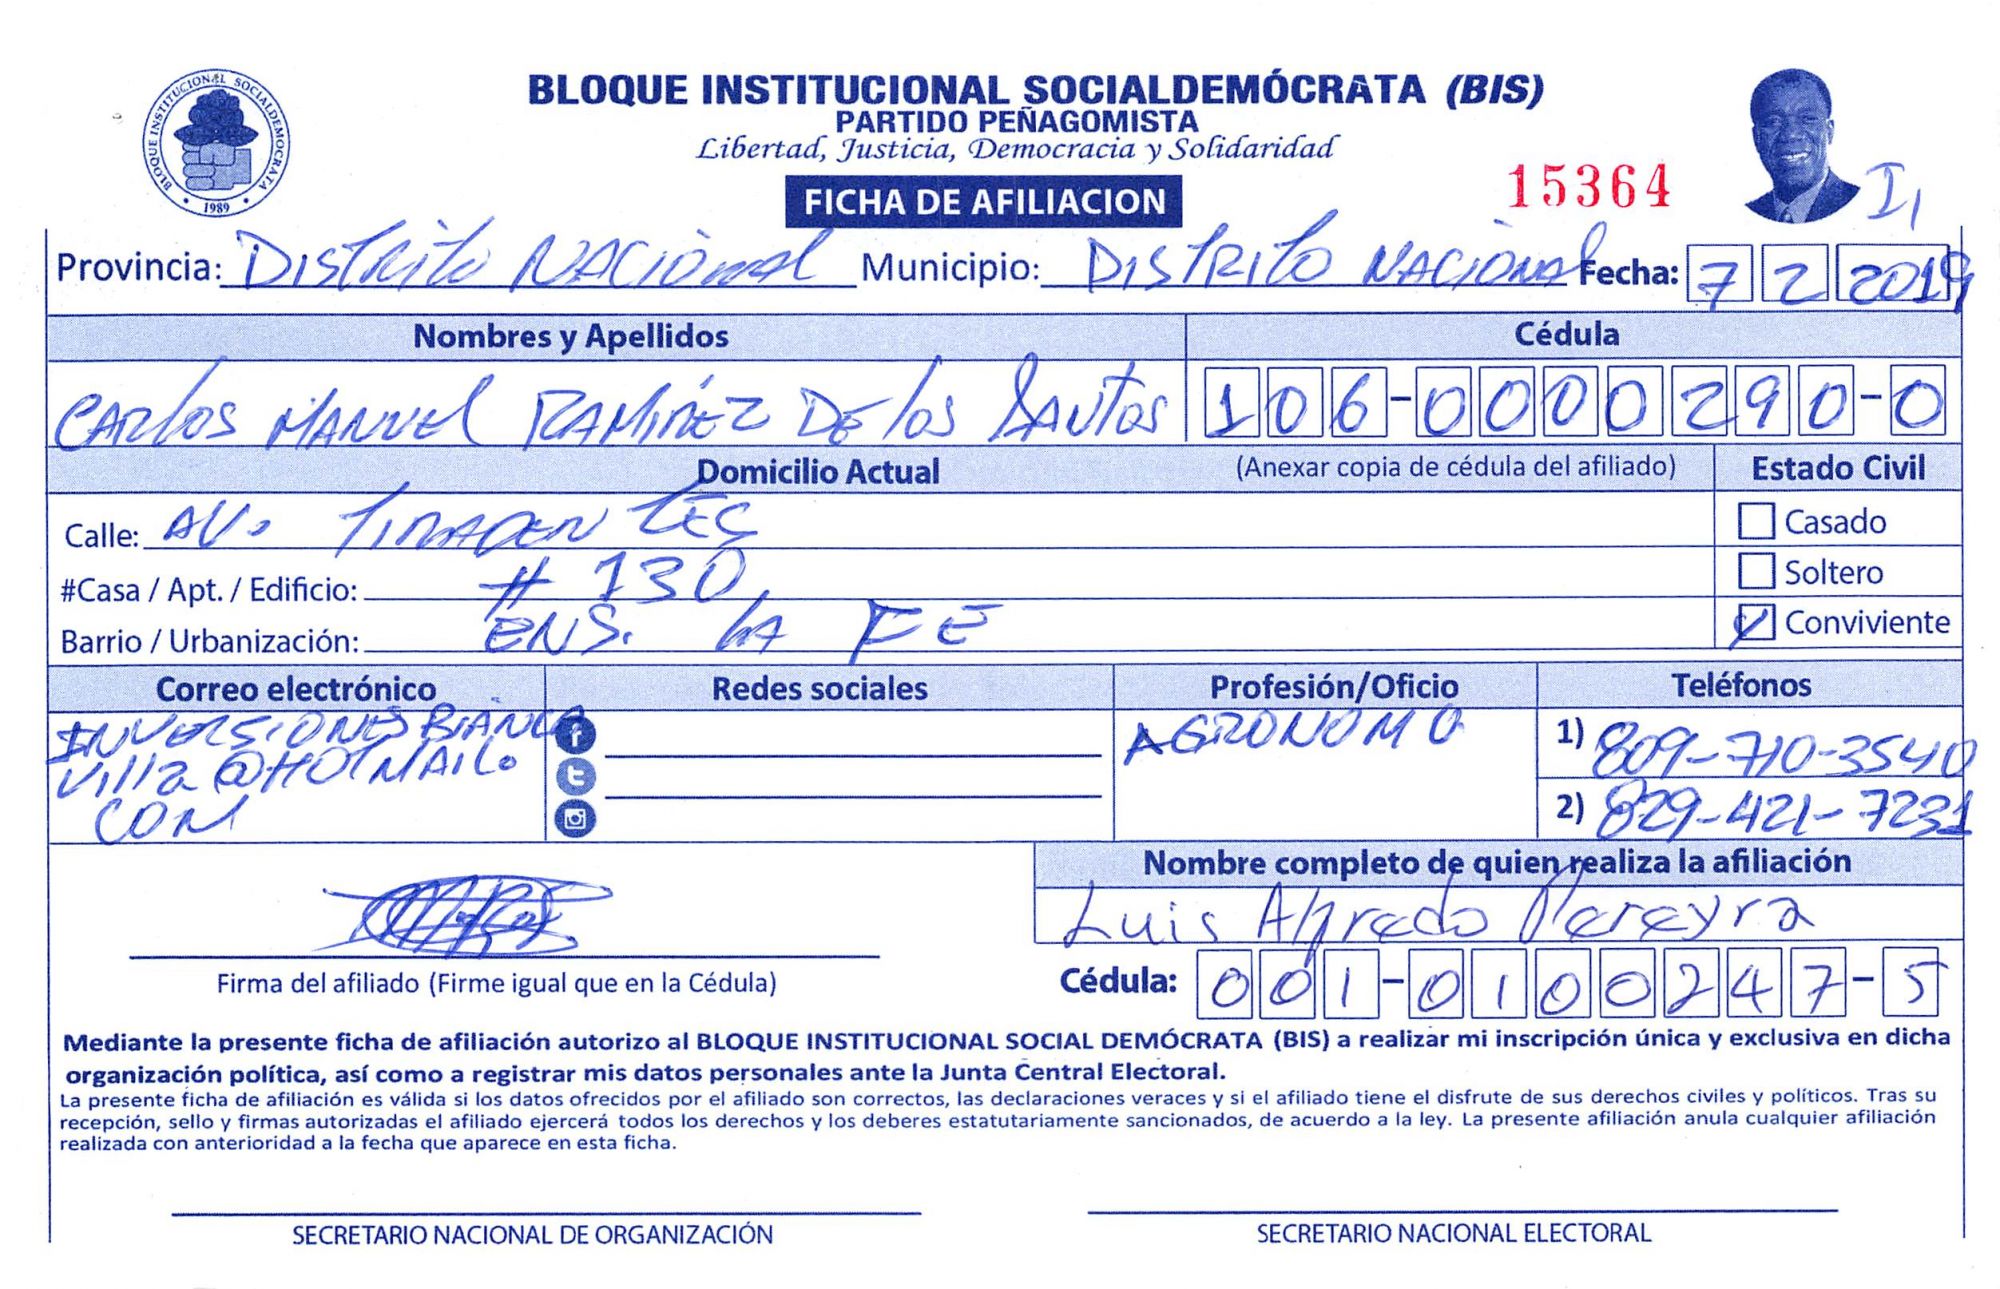 BLOQUE INSTITUCIONAL SOCIALDEMOCRATA
1989
BLOQUE INSTITUCIONAL SOCIALDEMÓCRATA (BIS)
PARTIDO PEÑAGOMISTA
Libertad, Justicia, Democracia y Solidaridad
FICHA DE AFILIACION
15364
Provincia: DISTRITO NACIONAL Municipio: DISTRITO NACIONAL Fecha: 7 2 2019
Nombres y Apellidos Cédula
CARLOS MANUEL RAMIREZ DE LOS SANTOS 106-0000290-0
Domicilio Actual (Anexar copia de cédula del afiliado) Estado Civil
Calle: AV. TIRADENTES Casado
#Casa / Apt. / Edificio: # 130 Soltero
Barrio / Urbanización: ENS. LA FE Conviviente
Correo electrónico Redes sociales Profesión/Oficio Teléfonos
INVERSIONESBIANCA AGRONOMO 1) 809-710-3540
Villa@HOTMAIL.
COM 2) 829-421-7231
Nombre completo de quien realiza la afiliación
Luis Alfredo Pereyra
Firma del afiliado (Firme igual que en la Cédula) Cédula: 001-0100247-5
Mediante la presente ficha de afiliación autorizo al BLOQUE INSTITUCIONAL SOCIAL DEMÓCRATA (BIS) a realizar mi inscripción única y exclusiva en dicha
organización política, así como a registrar mis datos personales ante la Junta Central Electoral.
La presente ficha de afiliación es válida si los datos ofrecidos por el afiliado son correctos, las declaraciones veraces y si el afiliado tiene el disfrute de sus derechos civiles y políticos. Tras su
recepción, sello y firmas autorizadas el afiliado ejercerá todos los derechos y los deberes estatutariamente sancionados, de acuerdo a la ley. La presente afiliación anula cualquier afiliación
realizada con anterioridad a la fecha que aparece en esta ficha.
SECRETARIO NACIONAL DE ORGANIZACIÓN SECRETARIO NACIONAL ELECTORAL